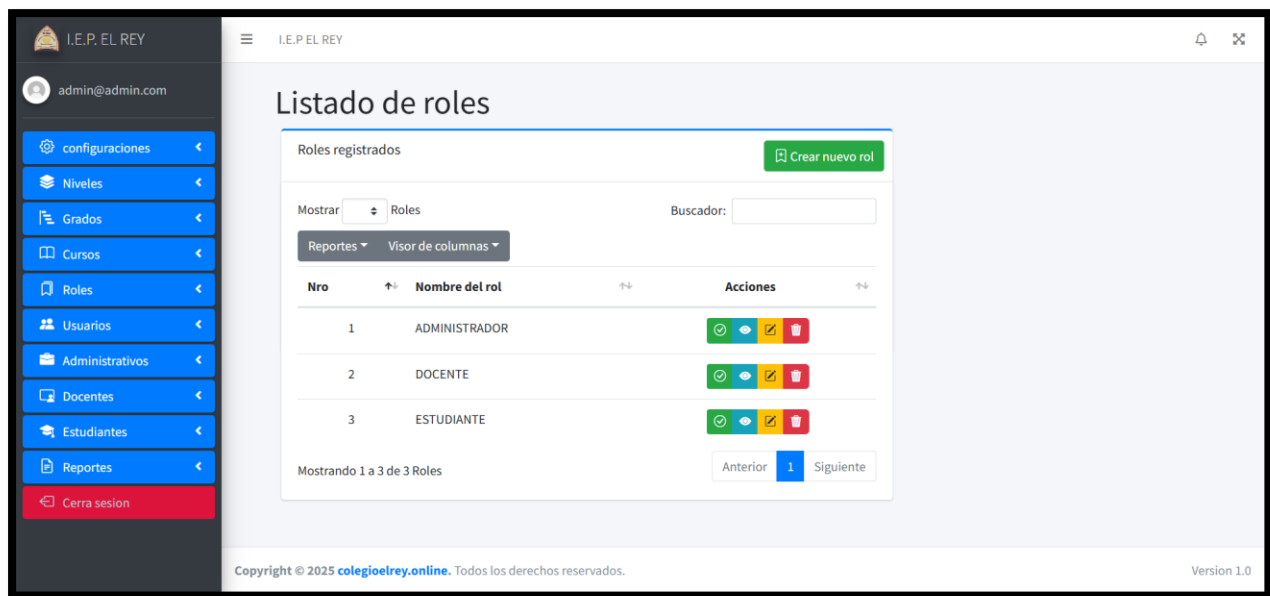 I.E.P. EL REY
I.E.P EL REY
admin@admin.com
configuraciones
Niveles
Grados
Cursos
Roles
Usuarios
Administrativos
Docentes
Estudiantes
Reportes
Cerra sesion
Listado de roles
Roles registrados
Crear nuevo rol
Mostrar Roles Buscador:
Reportes Visor de columnas
Nro Nombre del rol Acciones
1 ADMINISTRADOR
2 DOCENTE
3 ESTUDIANTE
Mostrando 1 a 3 de 3 Roles Anterior 1 Siguiente
Copyright © 2025 colegioelrey.online. Todos los derechos reservados. Version 1.0